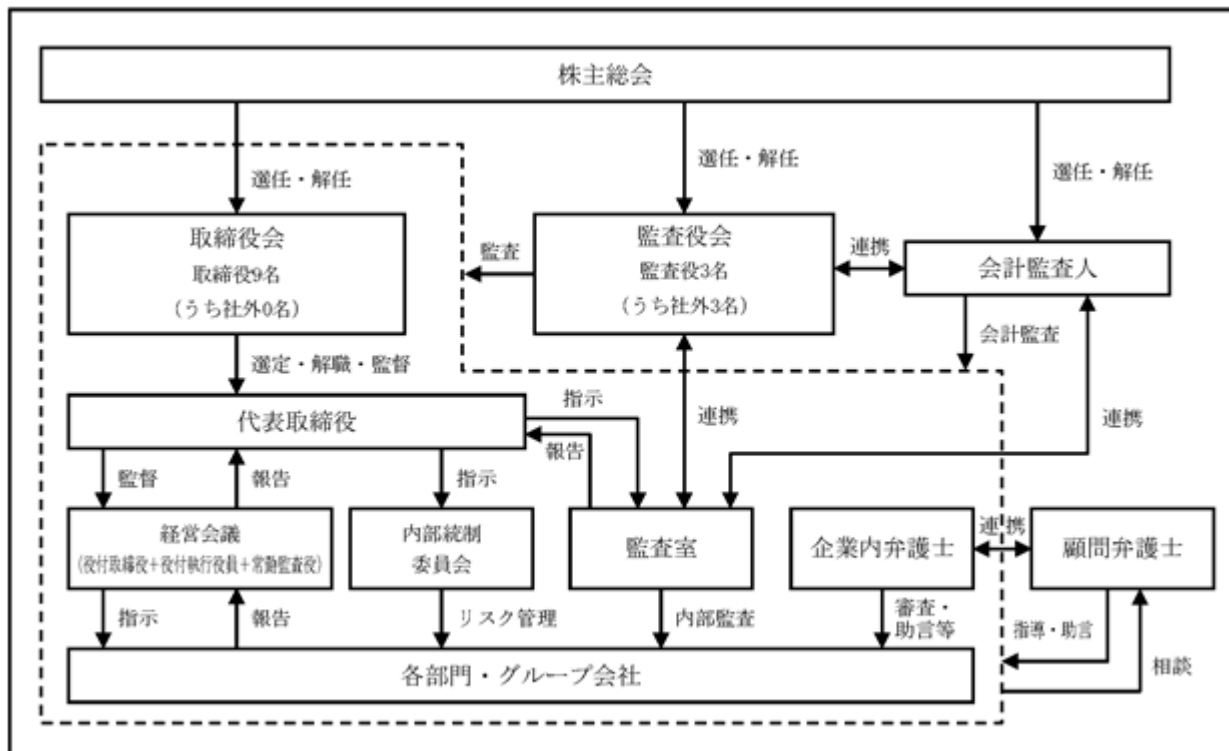 株主総会
選任・解任
選任・解任
選任・解任
取締役会
取締役9名
(うち社外0名)
監査
監査役会
監査役3名
(うち社外3名)
連携
会計監査人
会計監査
選定・解職・監督
代表取締役
指示
報告
連携
連携
監督
報告
指示
経営会議
(役付取締役+役付執行役員+常勤監査役)
内部統制
委員会
監査室
企業内弁護士
連携
顧問弁護士
指示
報告
リスク管理
内部監査
審査・
助言等
指導・助言
相談
各部門・グループ会社